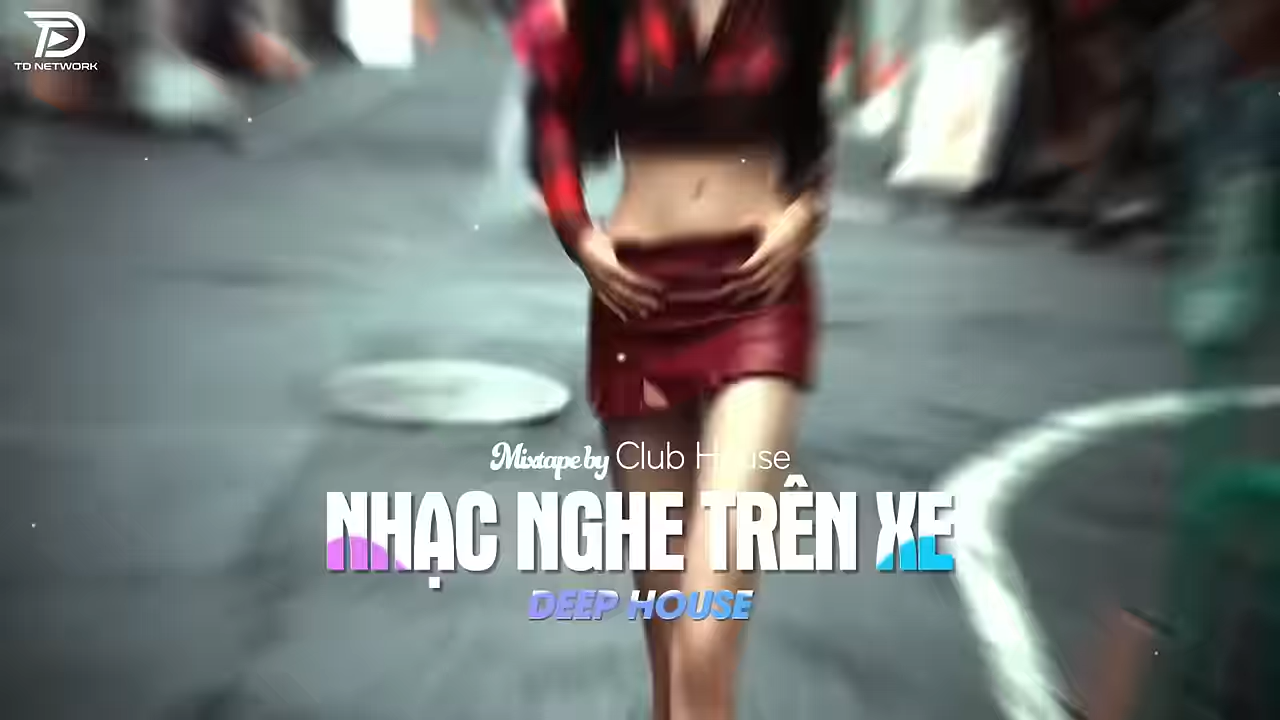 TD NETWORK
Mixtape by Club House
NHẠC NGHE TRÊN XE
DEEP HOUSE